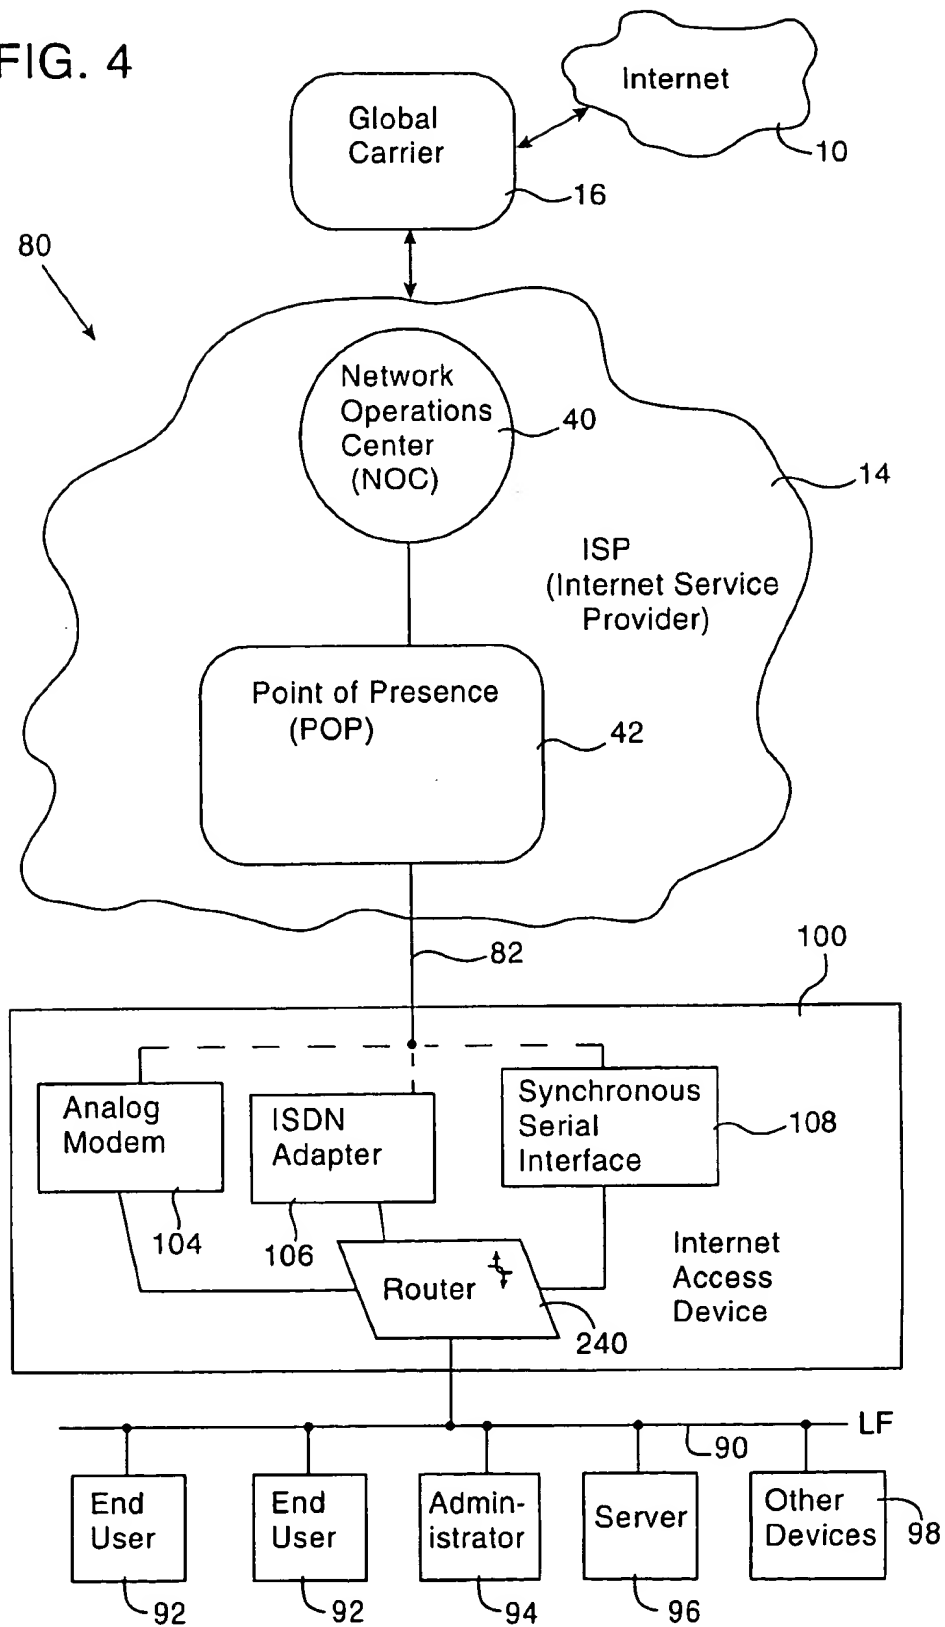 FIG. 4
Internet
10
Global
Carrier
16
80
Network
Operations
Center
(NOC)
40
14
ISP
(Internet Service
Provider)
Point of Presence
(POP)
42
82
100
Analog
Modem
104
ISDN
Adapter
106
Synchronous
Serial
Interface
108
Router
240
Internet
Access
Device
LF
90
End
User
92
End
User
92
Admin-
istrator
94
Server
96
Other
Devices
98